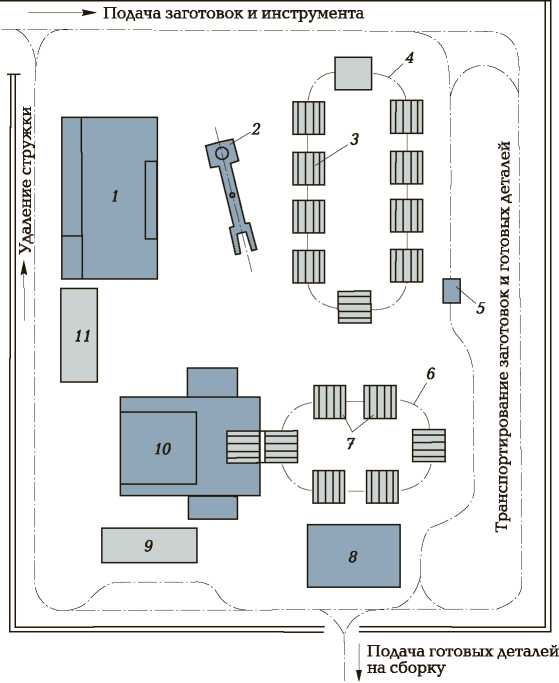 Подача заготовок и инструмента
4
2
3
Удаление стружки
1
Транспортирование заготовок и готовых деталей
5
11
6
7
10
9
8
Подача готовых деталей
на сборку